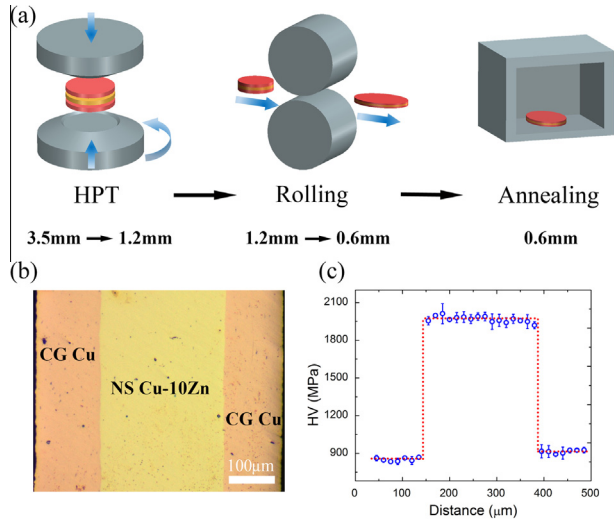 (a)
HPT
Rolling
Annealing
3.5mm
1.2mm
1.2mm
0.6mm
0.6mm
(b)
CG Cu
NS Cu-10Zn
CG Cu
100μm
(c)
2100
1800
1500
1200
900
0
HV (MPa)
0
100
200
300
400
500
Distance (μm)